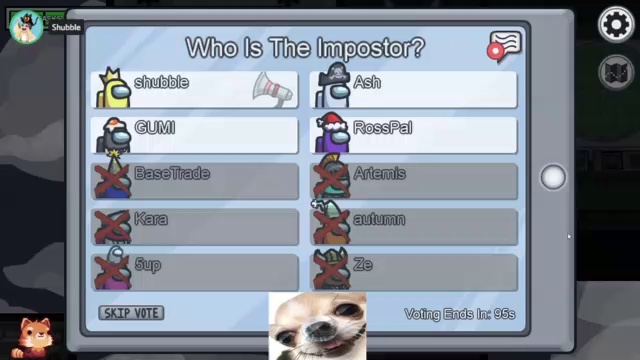 Shubble
Who Is The Impostor?
shubble
Ash
GUMI
RossPal
BaseTrade
Artemis
Kara
autumn
5up
Ze
SKIP VOTE
Voting Ends In: 95s